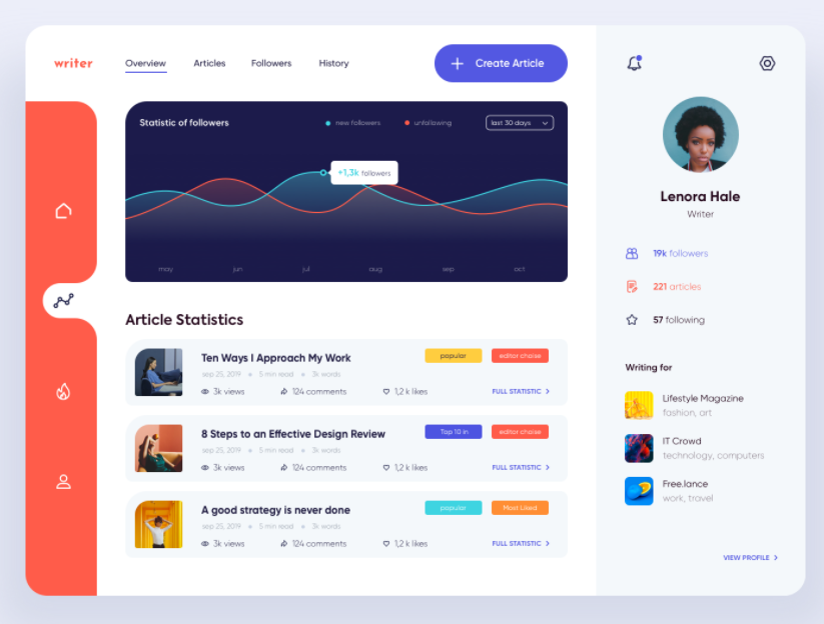 writer
Overview
Articles
Followers
History
Create Article
Statistic of followers
new followers
unfallowing
last 30 days
+1,3k followers
may
jun
jul
aug
sep
oct
Article Statistics
Ten Ways I Approach My Work
popular
editor choise
sep 25, 2019
5 min read
3k words
3k views
124 comments
1,2 k likes
FULL STATISTIC
8 Steps to an Effective Design Review
Top 10 in
editor choise
sep 25, 2019
5 min read
3k words
3k views
124 comments
1,2 k likes
FULL STATISTIC
A good strategy is never done
popular
Most Liked
sep 25, 2019
5 min read
3k words
3k views
124 comments
1,2 k likes
FULL STATISTIC
Lenora Hale
Writer
19k followers
221 articles
57 following
Writing for
Lifestyle Magazine
fashion, art
IT Crowd
technology, computers
Free.lance
work, travel
VIEW PROFILE